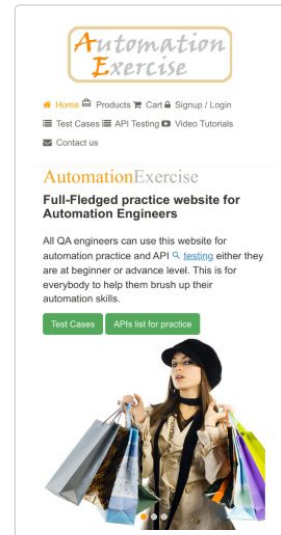 Automation
Exercise
Home Products Cart Signup / Login
Test Cases API Testing Video Tutorials
Contact us
AutomationExercise
Full-Fledged practice website for
Automation Engineers
All QA engineers can use this website for
automation practice and API testing either they
are at beginner or advance level. This is for
everybody to help them brush up their
automation skills.
Test Cases APIs list for practice